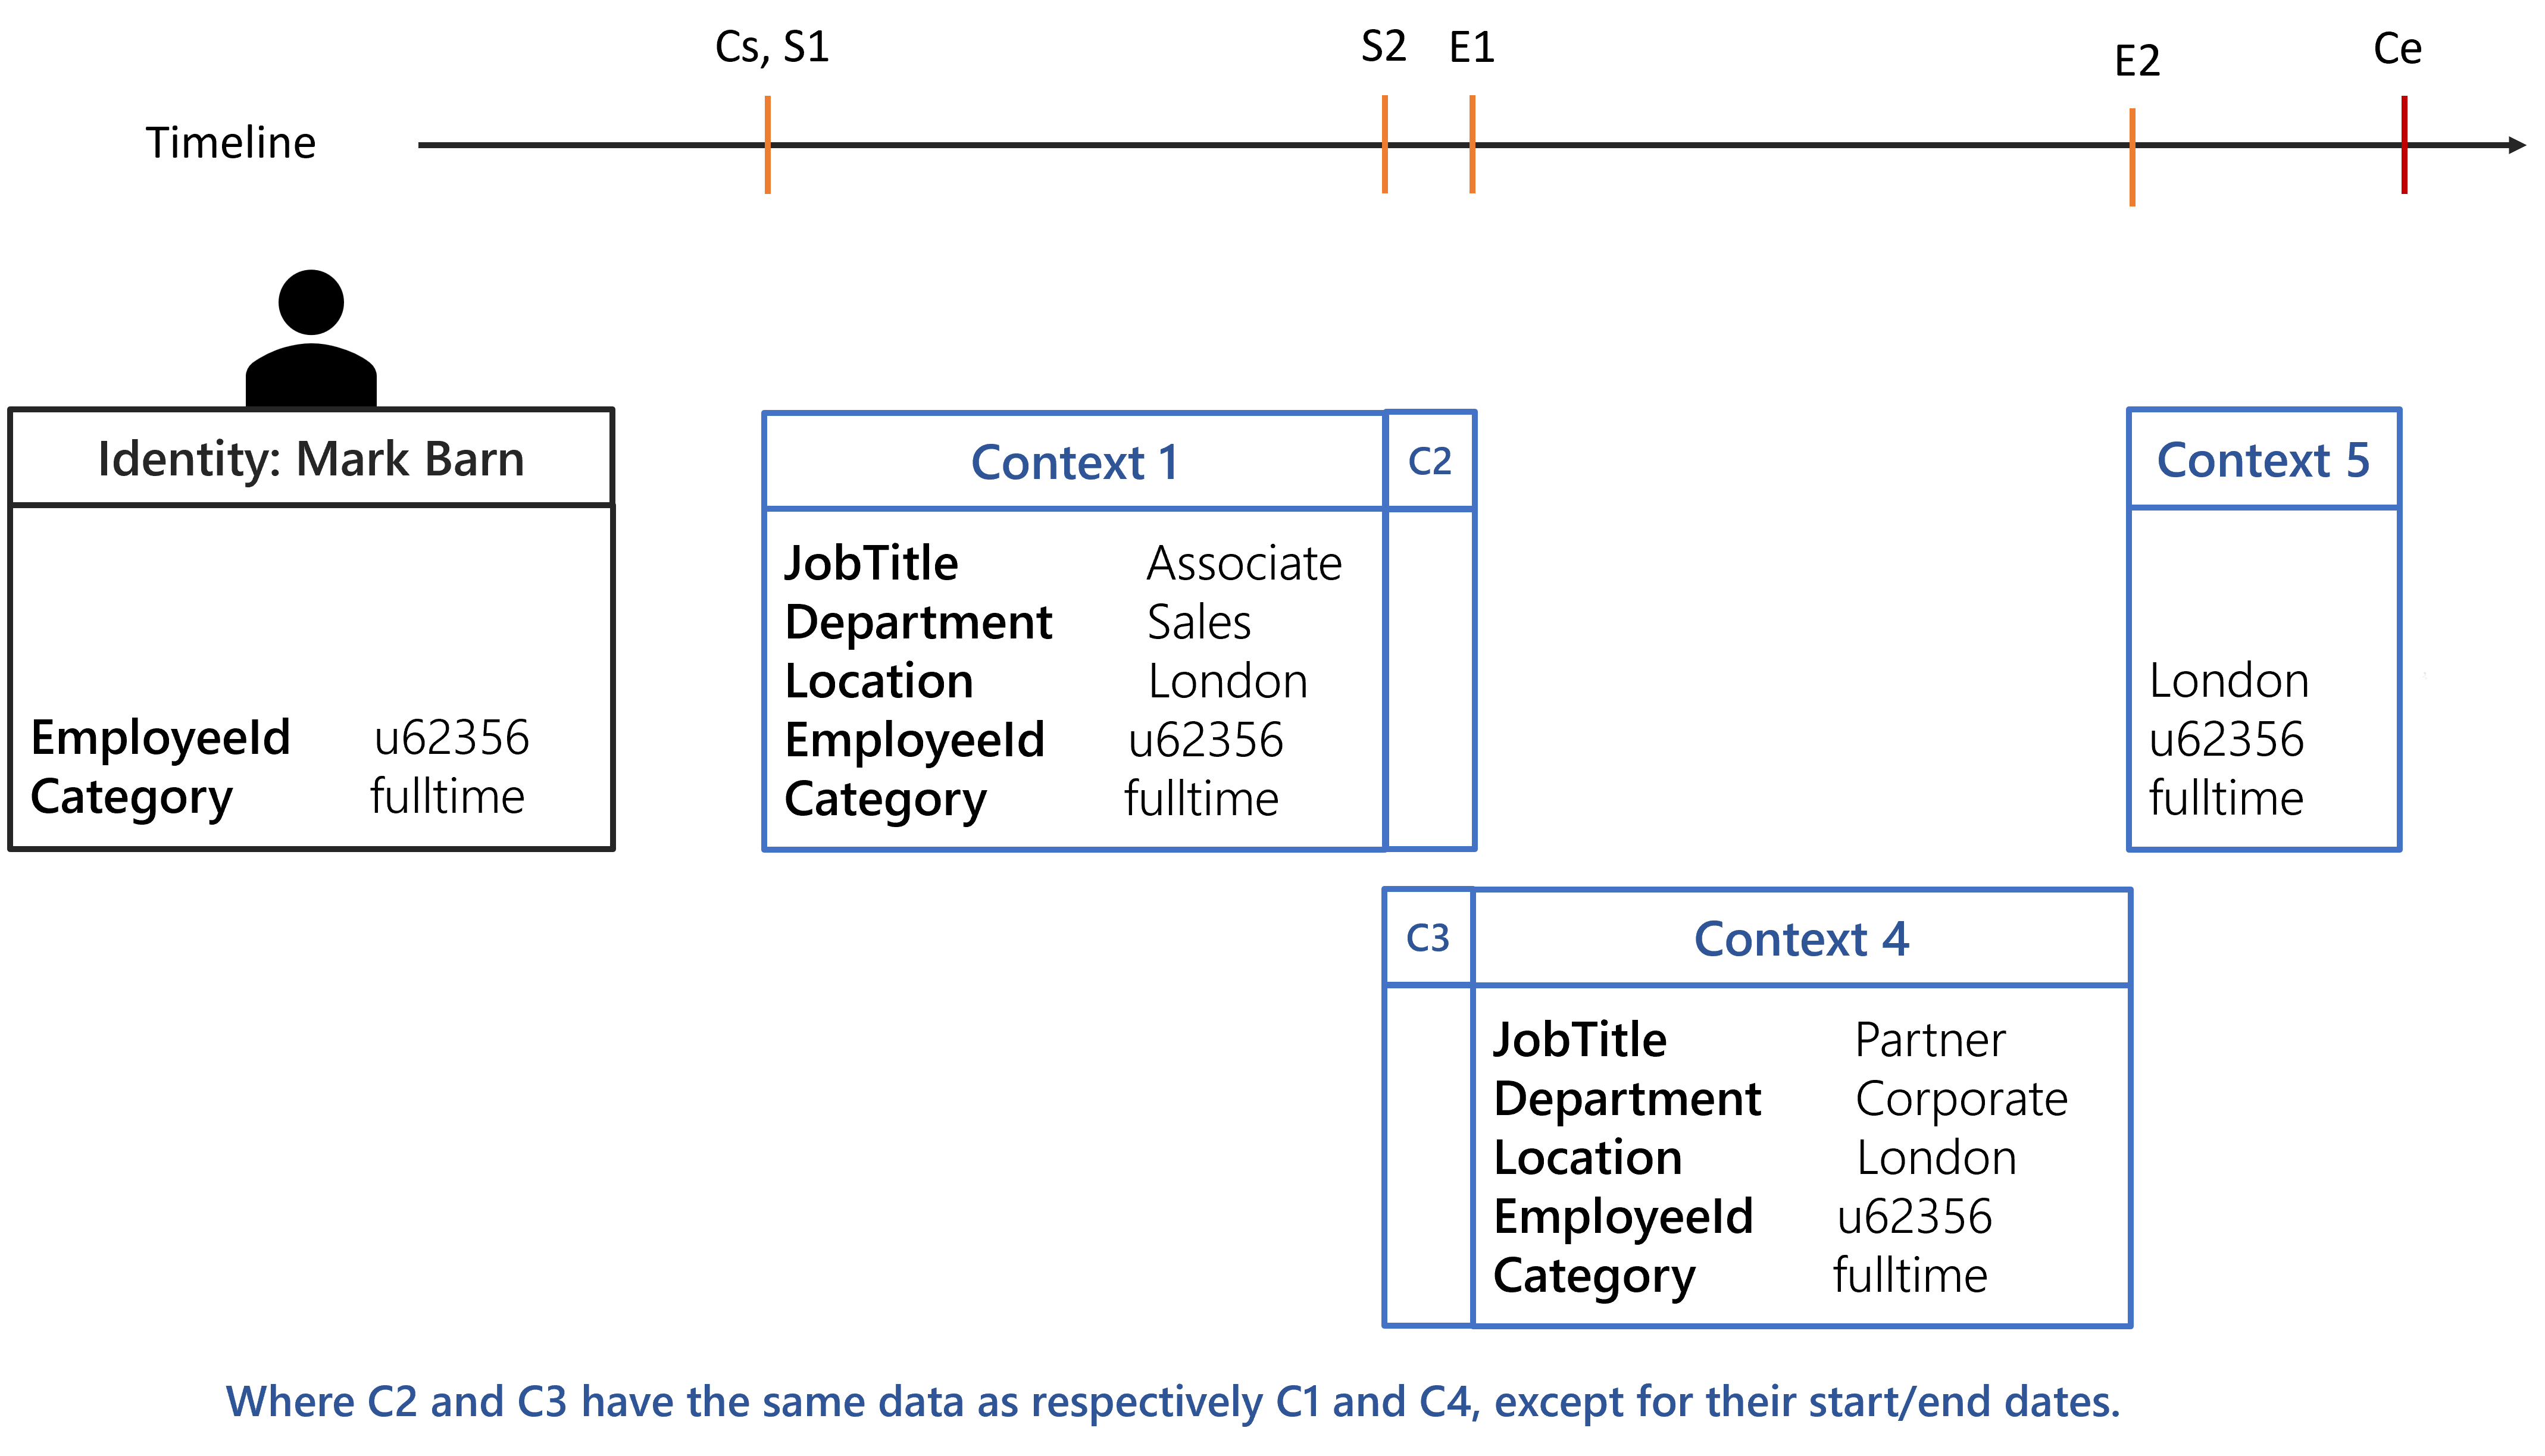 Cs, S1
S2
E1
E2
Ce
Timeline
Identity: Mark Barn
EmployeeId u62356
Category fulltime
Context 1
C2
JobTitle Associate
Department Sales
Location London
EmployeeId u62356
Category fulltime
Context 5
London
u62356
fulltime
C3
Context 4
JobTitle Partner
Department Corporate
Location London
EmployeeId u62356
Category fulltime
Where C2 and C3 have the same data as respectively C1 and C4, except for their start/end dates.